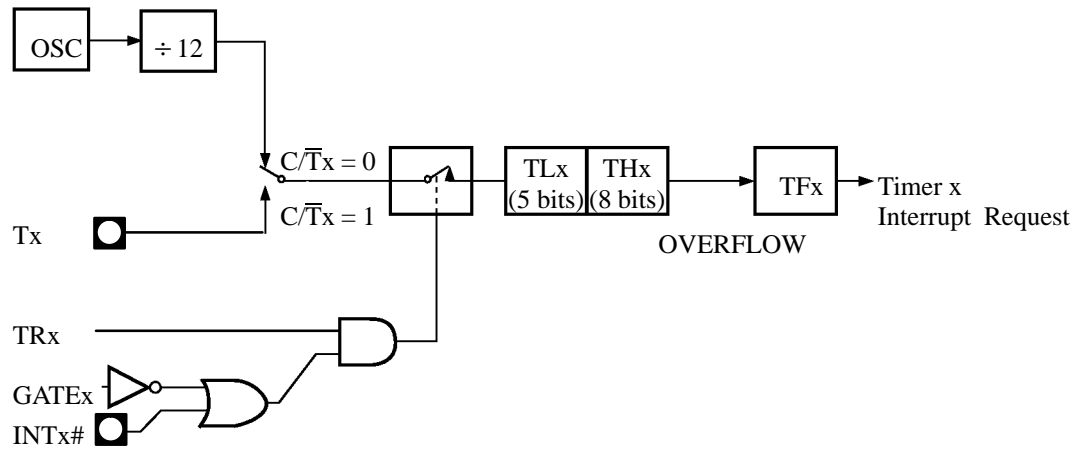 OSC
÷ 12
C/T̅x = 0
C/T̅x = 1
Tx
TLx
(5 bits)
THx
(8 bits)
TFx
Timer x
Interrupt Request
OVERFLOW
TRx
GATEx
INTx#